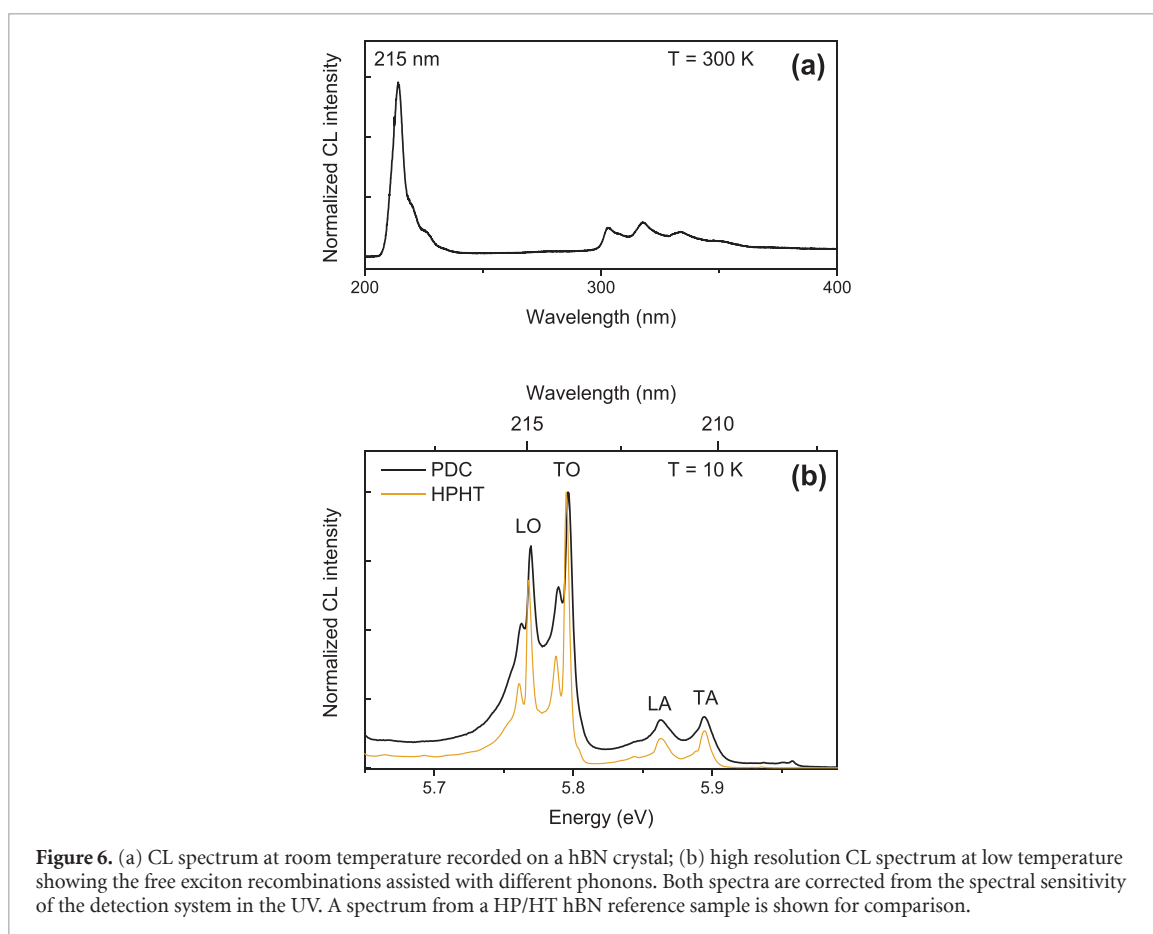 215 nm
T = 300 K
(a)
Normalized CL intensity
200
300
400
Wavelength (nm)
Wavelength (nm)
215
210
PDC
HPHT
TO
T = 10 K
(b)
LO
LA
TA
Normalized CL intensity
5.7
5.8
5.9
Energy (eV)
Figure 6. (a) CL spectrum at room temperature recorded on a hBN crystal; (b) high resolution CL spectrum at low temperature
showing the free exciton recombinations assisted with different phonons. Both spectra are corrected from the spectral sensitivity
of the detection system in the UV. A spectrum from a HP/HT hBN reference sample is shown for comparison.